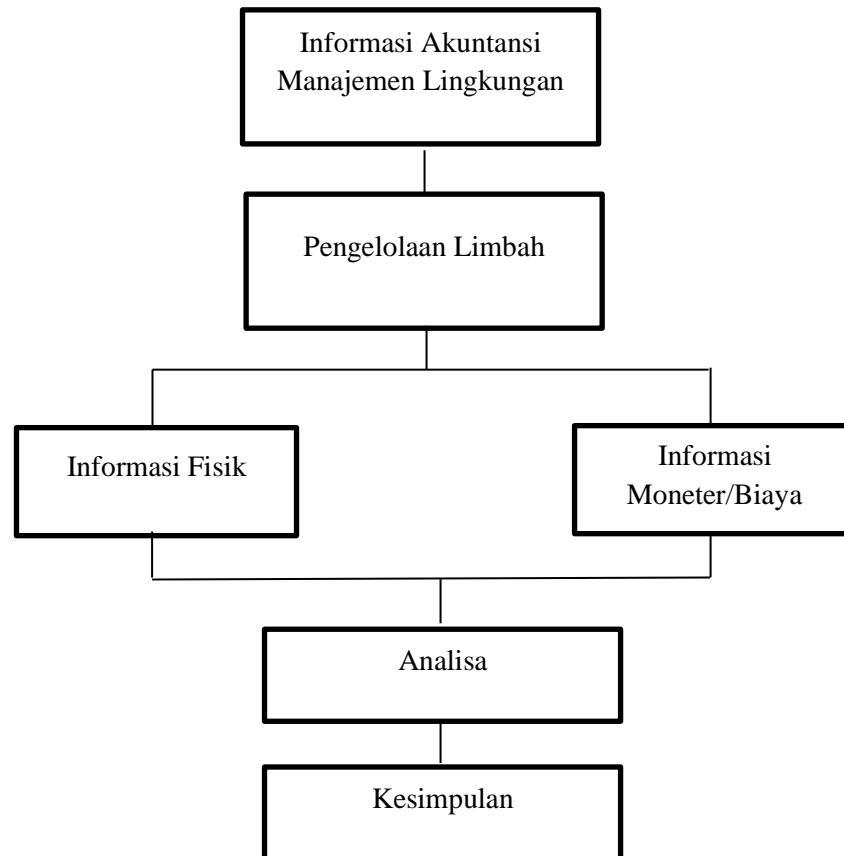 Informasi Akuntansi
Manajemen Lingkungan
Pengelolaan Limbah
Informasi Fisik
Informasi
Moneter/Biaya
Analisa
Kesimpulan